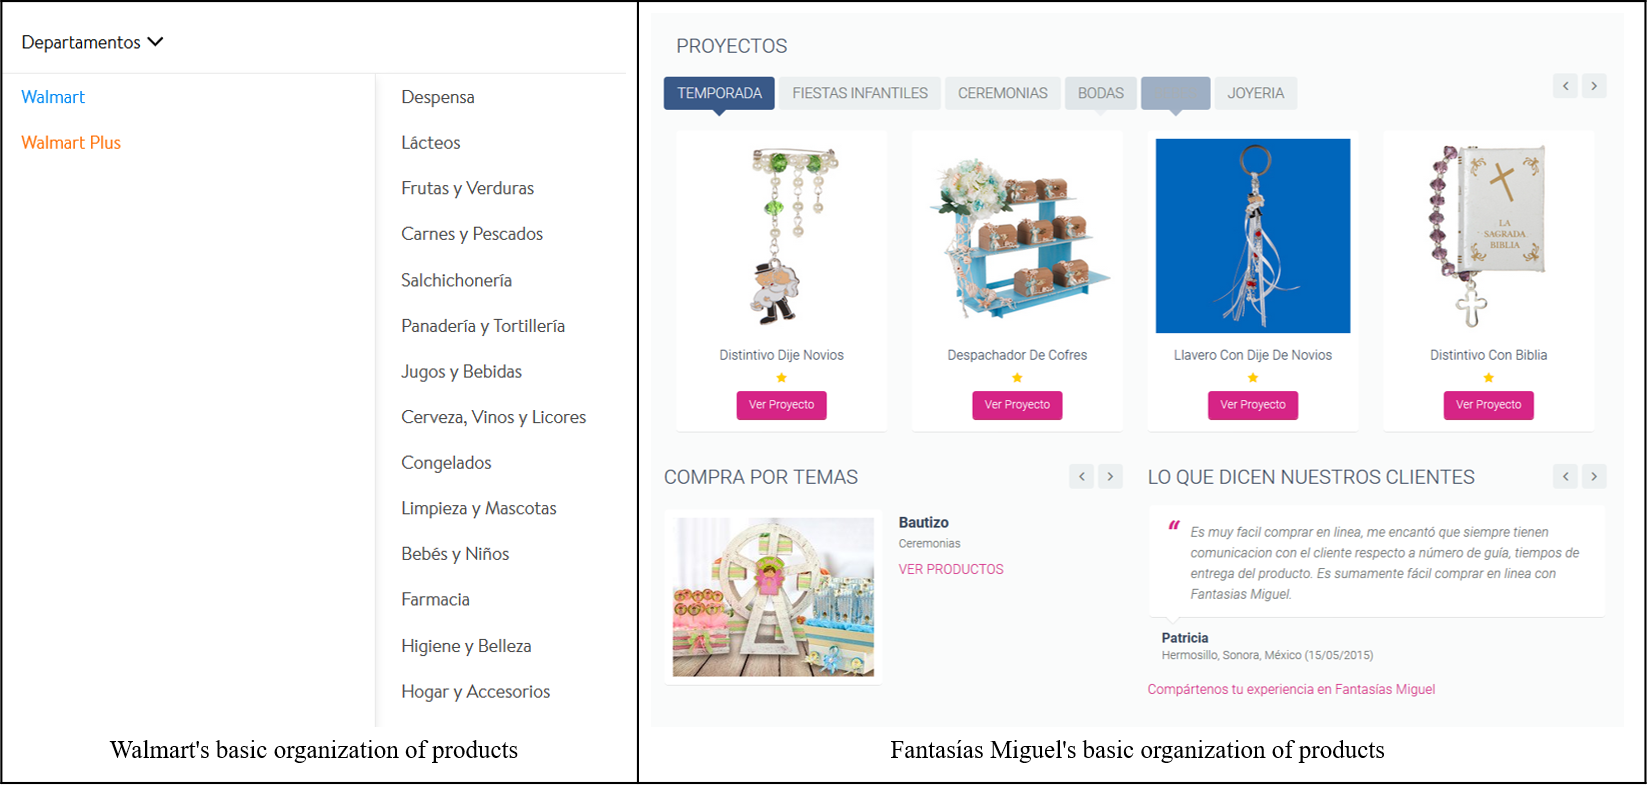 Departamentos
Walmart
Walmart Plus
Despensa
Lácteos
Frutas y Verduras
Carnes y Pescados
Salchichonería
Panadería y Tortillería
Jugos y Bebidas
Cerveza, Vinos y Licores
Congelados
Limpieza y Mascotas
Bebés y Niños
Farmacia
Higiene y Belleza
Hogar y Accesorios
Walmart's basic organization of products
PROYECTOS
TEMPORADA FIESTAS INFANTILES CEREMONIAS BODAS JOYERIA
LA
SAGRADA
BIBLIA
Distintivo Dije Novios
Ver Proyecto
Despachador De Cofres
Ver Proyecto
Llavero Con Dije De Novios
Ver Proyecto
Distintivo Con Biblia
Ver Proyecto
COMPRA POR TEMAS
Bautizo
Ceremonias
VER PRODUCTOS
LO QUE DICEN NUESTROS CLIENTES
“ Es muy facil comprar en linea, me encantó que siempre tienen
comunicacion con el cliente respecto a número de guía, tiempos de
entrega del producto. Es sumamente fácil comprar en linea con
Fantasias Miguel.
Patricia
Hermosillo, Sonora, México (15/05/2015)
Compártenos tu experiencia en Fantasías Miguel
Fantasías Miguel's basic organization of products